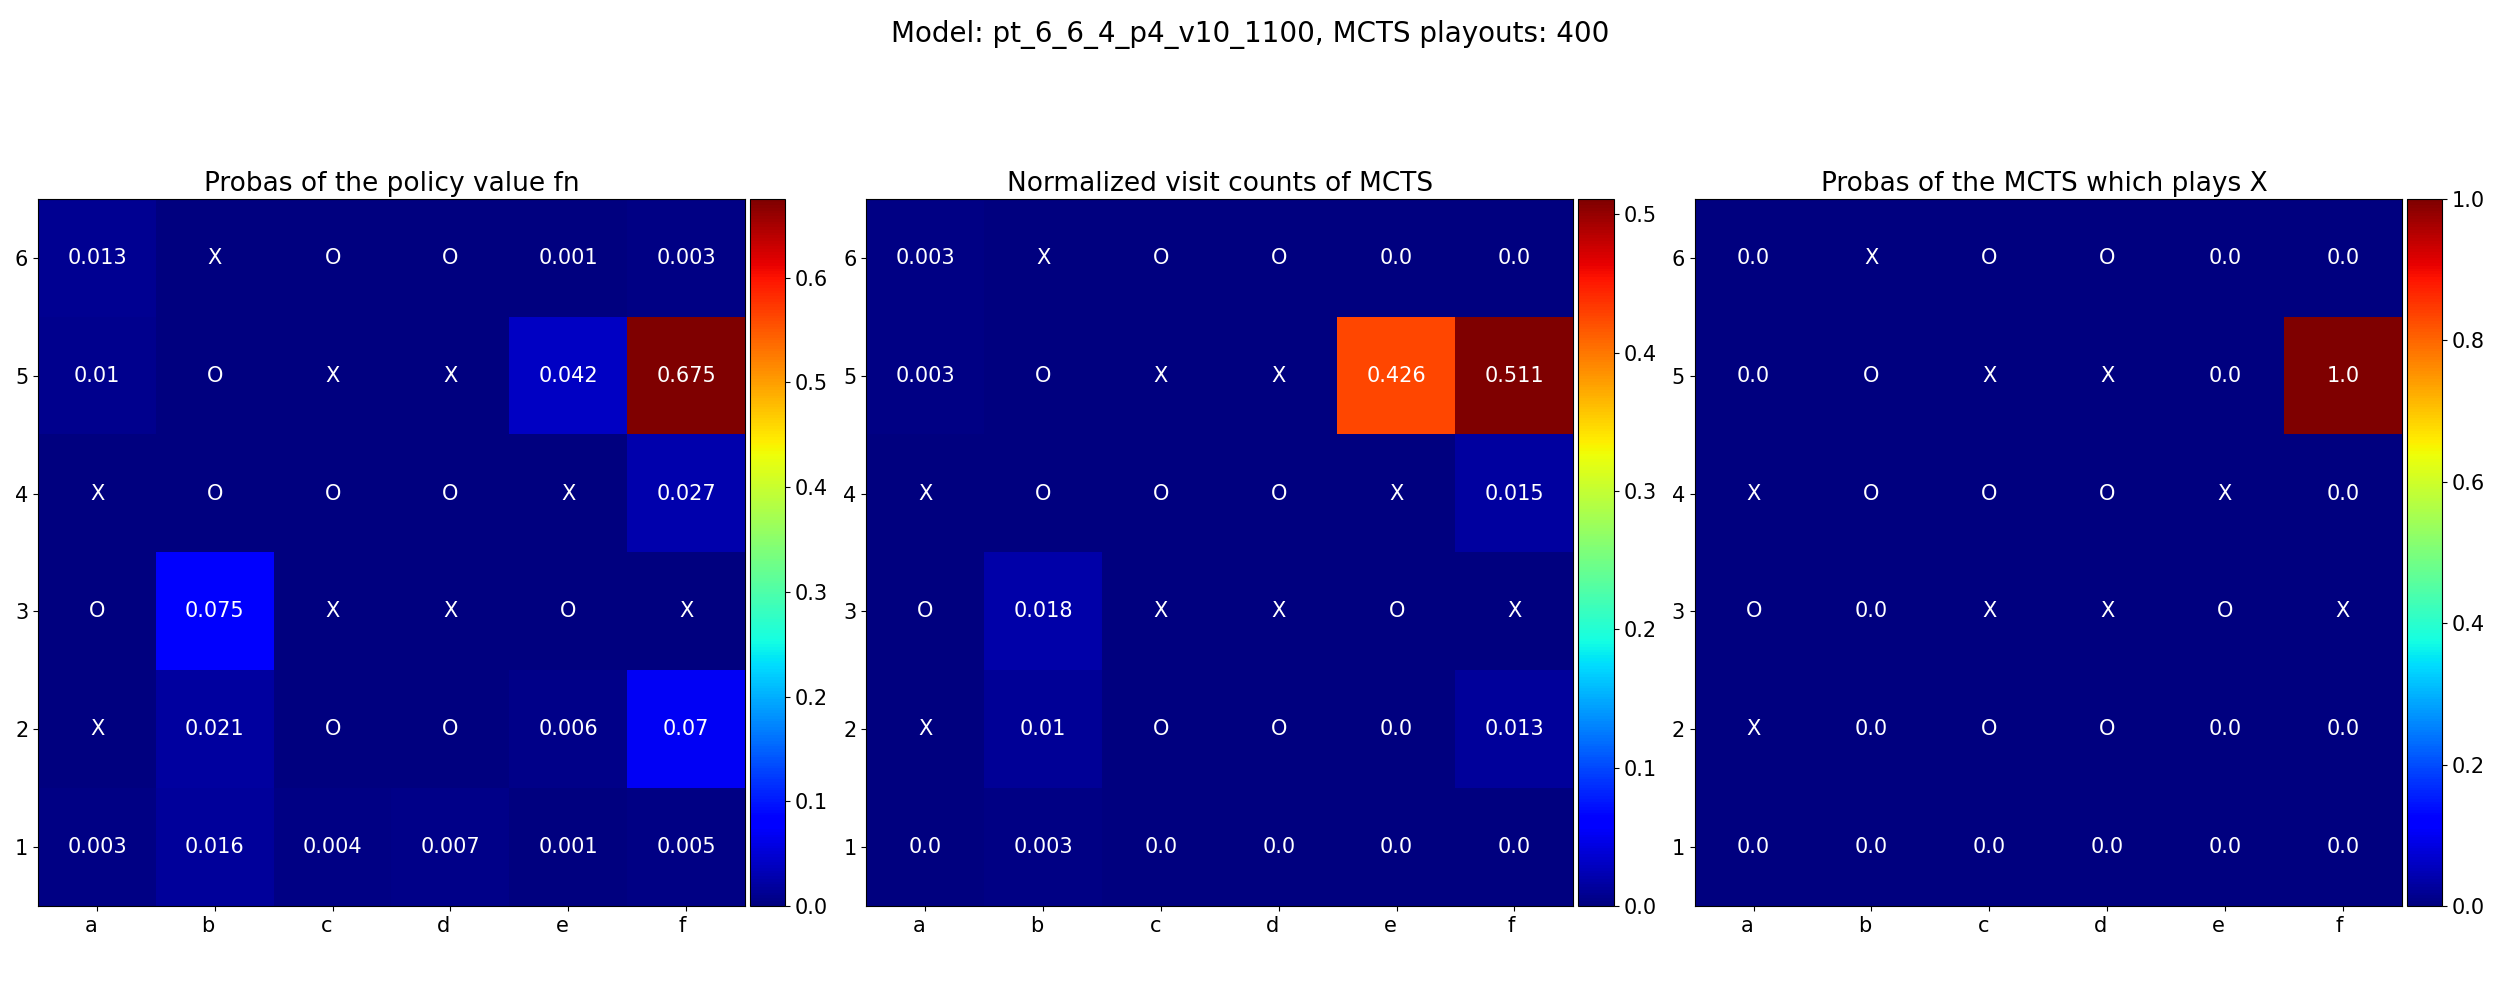 Model: pt_6_6_4_p4_v10_1100, MCTS playouts: 400
Probas of the policy value fn
6 0.013 X O O 0.001 0.003
5 0.01 O X X 0.042 0.675
4 X O O O X 0.027
3 O 0.075 X X O X
2 X 0.021 O O 0.006 0.07
1 0.003 0.016 0.004 0.007 0.001 0.005
a b c d e f
0.6
0.5
0.4
0.3
0.2
0.1
0.0
Normalized visit counts of MCTS
6 0.003 X O O 0.0 0.0
5 0.003 O X X 0.426 0.511
4 X O O O X 0.015
3 O 0.018 X X O X
2 X 0.01 O O 0.0 0.013
1 0.0 0.003 0.0 0.0 0.0 0.0
a b c d e f
0.5
0.4
0.3
0.2
0.1
0.0
Probas of the MCTS which plays X
6 0.0 X O O 0.0 0.0
5 0.0 O X X 0.0 1.0
4 X O O O X 0.0
3 O 0.0 X X O X
2 X 0.0 O O 0.0 0.0
1 0.0 0.0 0.0 0.0 0.0 0.0
a b c d e f
1.0
0.8
0.6
0.4
0.2
0.0